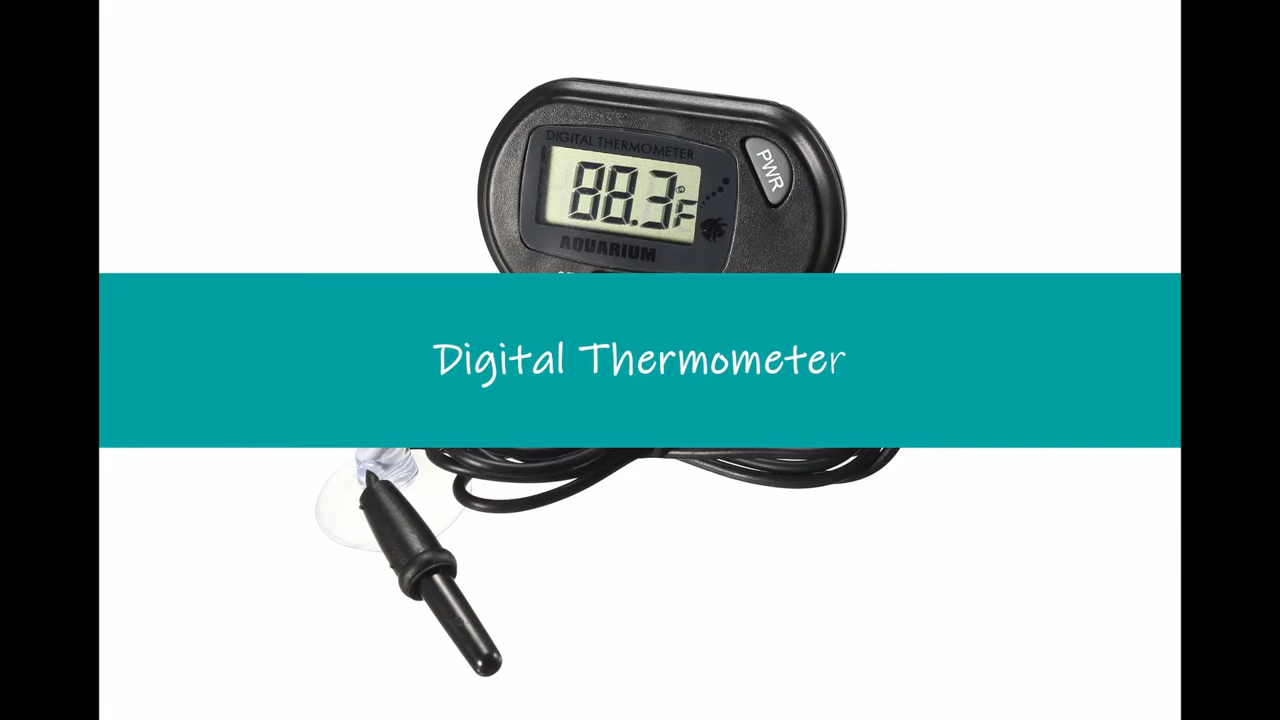 DIGITAL THERMOMETER
PWR
88.3°F
AQUARIUM
Digital Thermometer